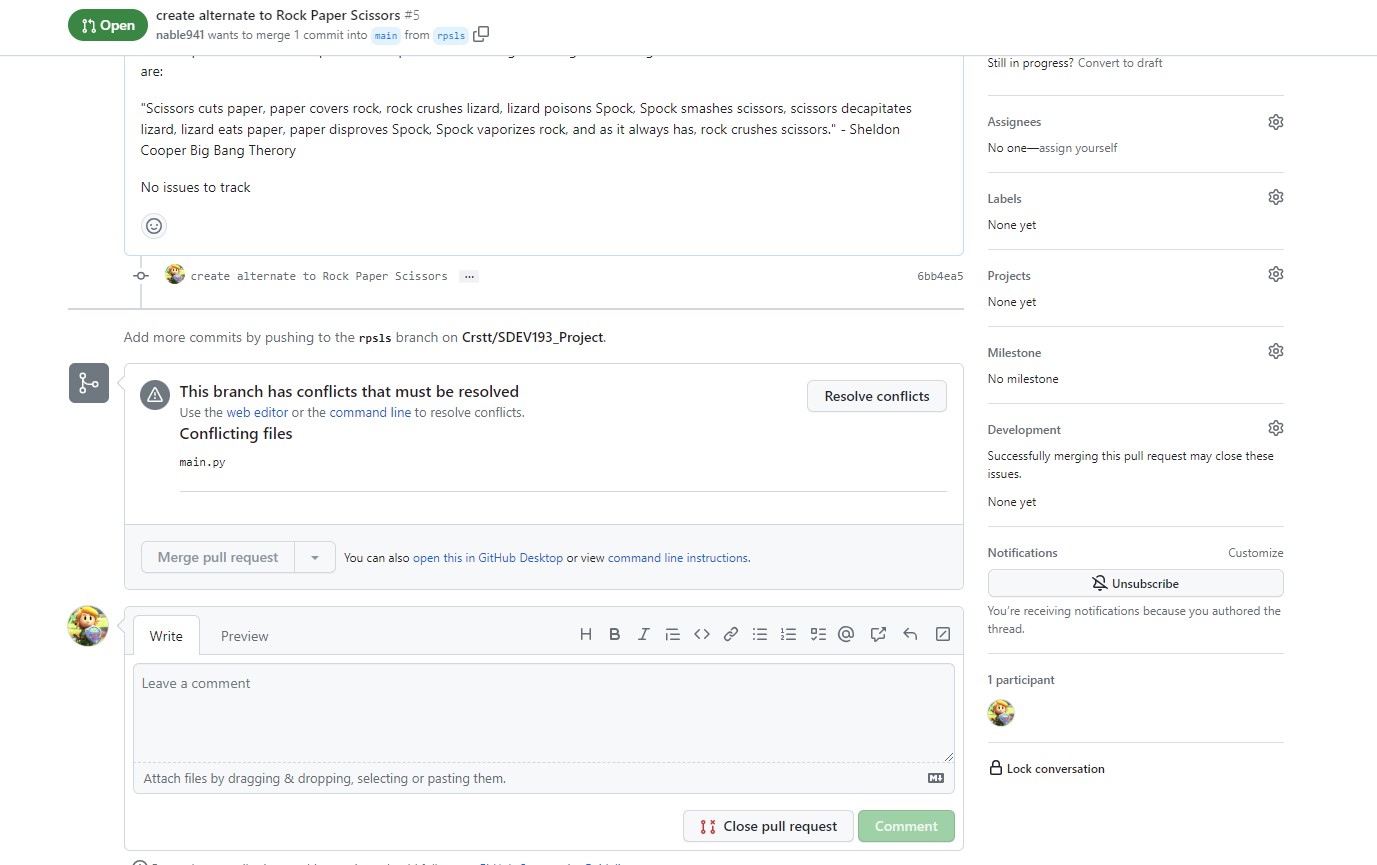 Open
create alternate to Rock Paper Scissors #5
nable941 wants to merge 1 commit into main from rpsls
are:
"Scissors cuts paper, paper covers rock, rock crushes lizard, lizard poisons Spock, Spock smashes scissors, scissors decapitates
lizard, lizard eats paper, paper disproves Spock, Spock vaporizes rock, and as it always has, rock crushes scissors." - Sheldon
Cooper Big Bang Therory
No issues to track
create alternate to Rock Paper Scissors ... 6bb4ea5
Add more commits by pushing to the rpsls branch on Crstt/SDEV193_Project.
This branch has conflicts that must be resolved
Use the web editor or the command line to resolve conflicts.
Resolve conflicts
Conflicting files
main.py
Merge pull request
You can also open this in GitHub Desktop or view command line instructions.
Write
Preview
Leave a comment
Attach files by dragging & dropping, selecting or pasting them.
Close pull request
Comment
Still in progress? Convert to draft
Assignees
No one—assign yourself
Labels
None yet
Projects
None yet
Milestone
No milestone
Development
Successfully merging this pull request may close these
issues.
None yet
Notifications
Customize
Unsubscribe
You're receiving notifications because you authored the
thread.
1 participant
Lock conversation